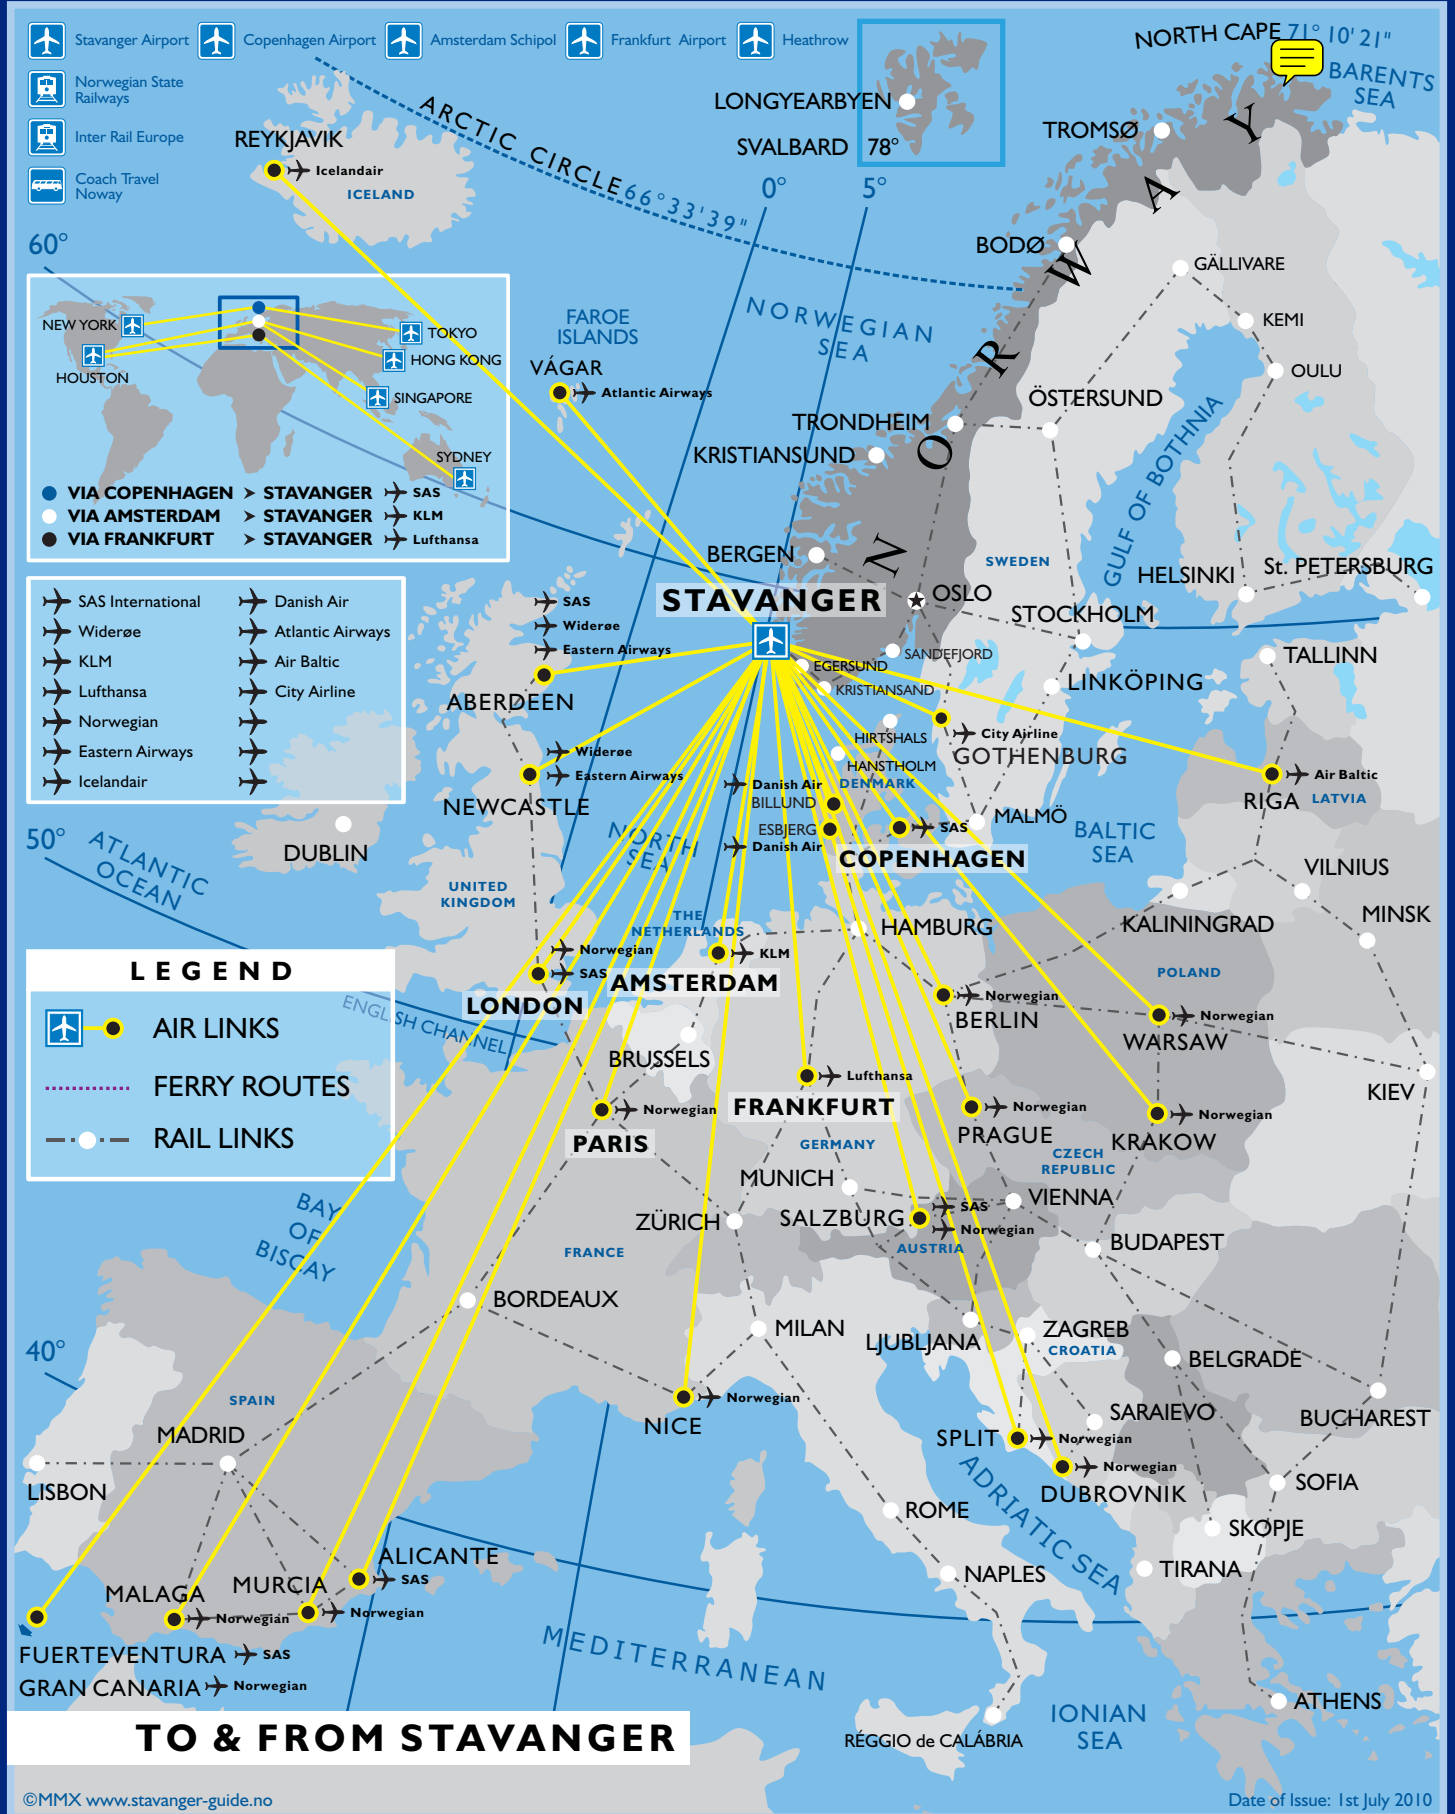 Stavanger Airport
Copenhagen Airport
Amsterdam Schipol
Frankfurt Airport
Heathrow
Norwegian State
Railways
Inter Rail Europe
Coach Travel
Noway
NORTH CAPE 71° 10' 21"
BARENTS
SEA
LONGYEARBYEN
SVALBARD 78°
TROMSØ
ARCTIC CIRCLE 66°33'39"
REYKJAVIK
Icelandair
ICELAND
0°
5°
60°
N O R W A Y
BODØ
GÄLLIVARE
KEMI
OULU
NEW YORK
HOUSTON
TOKYO
HONG KONG
SINGAPORE
SYDNEY
VIA COPENHAGEN > STAVANGER SAS
VIA AMSTERDAM > STAVANGER KLM
VIA FRANKFURT > STAVANGER Lufthansa
FAROE
ISLANDS
VÁGAR
Atlantic Airways
NORWEGIAN
SEA
TRONDHEIM
KRISTIANSUND
ÖSTERSUND
GULF OF BOTHNIA
BERGEN
SWEDEN
HELSINKI
St. PETERSBURG
STAVANGER
OSLO
STOCKHOLM
SAS International
Widerøe
KLM
Lufthansa
Norwegian
Eastern Airways
Icelandair
Danish Air
Atlantic Airways
Air Baltic
City Airline
SAS
Widerøe
Eastern Airways
ABERDEEN
EGERSUND
SANDEFJORD
KRISTIANSAND
LINKÖPING
TALLINN
HIRTSHALS
HANSTHOLM
City Airline
GOTHENBURG
Widerøe
Eastern Airways
NEWCASTLE
Danish Air
DENMARK
BILLUND
ESBJERG
Danish Air
SAS
COPENHAGEN
MALMÖ
Air Baltic
RIGA
LATVIA
BALTIC
SEA
50°
ATLANTIC
OCEAN
DUBLIN
NORTH
SEA
UNITED
KINGDOM
VILNIUS
MINSK
KALININGRAD
THE
NETHERLANDS
HAMBURG
Norwegian
SAS
LONDON
KLM
AMSTERDAM
POLAND
Norwegian
BERLIN
Norwegian
WARSAW
LEGEND
AIR LINKS
FERRY ROUTES
RAIL LINKS
ENGLISH CHANNEL
BRUSSELS
KIEV
Lufthansa
FRANKFURT
Norwegian
PARIS
GERMANY
Norwegian
PRAGUE
Norwegian
KRAKOW
CZECH
REPUBLIC
MUNICH
VIENNA
SALZBURG
SAS
Norwegian
AUSTRIA
ZÜRICH
BUDAPEST
BAY
OF
BISCAY
FRANCE
BORDEAUX
MILAN
LJUBLJANA
ZAGREB
CROATIA
BELGRADE
40°
SPAIN
MADRID
LISBON
Norwegian
NICE
SARAIEVO
BUCHAREST
SPLIT
Norwegian
Norwegian
DUBROVNIK
SOFIA
ADRIATIC SEA
ROME
SKOPJE
TIRANA
NAPLES
ALICANTE
SAS
MALAGA
Norwegian
MURCIA
Norwegian
FUERTEVENTURA SAS
GRAN CANARIA Norwegian
MEDITERRANEAN
RÉGGIO de CALÁBRIA
IONIAN
SEA
ATHENS
TO & FROM STAVANGER
©MMX www.stavanger-guide.no
Date of Issue: 1st July 2010